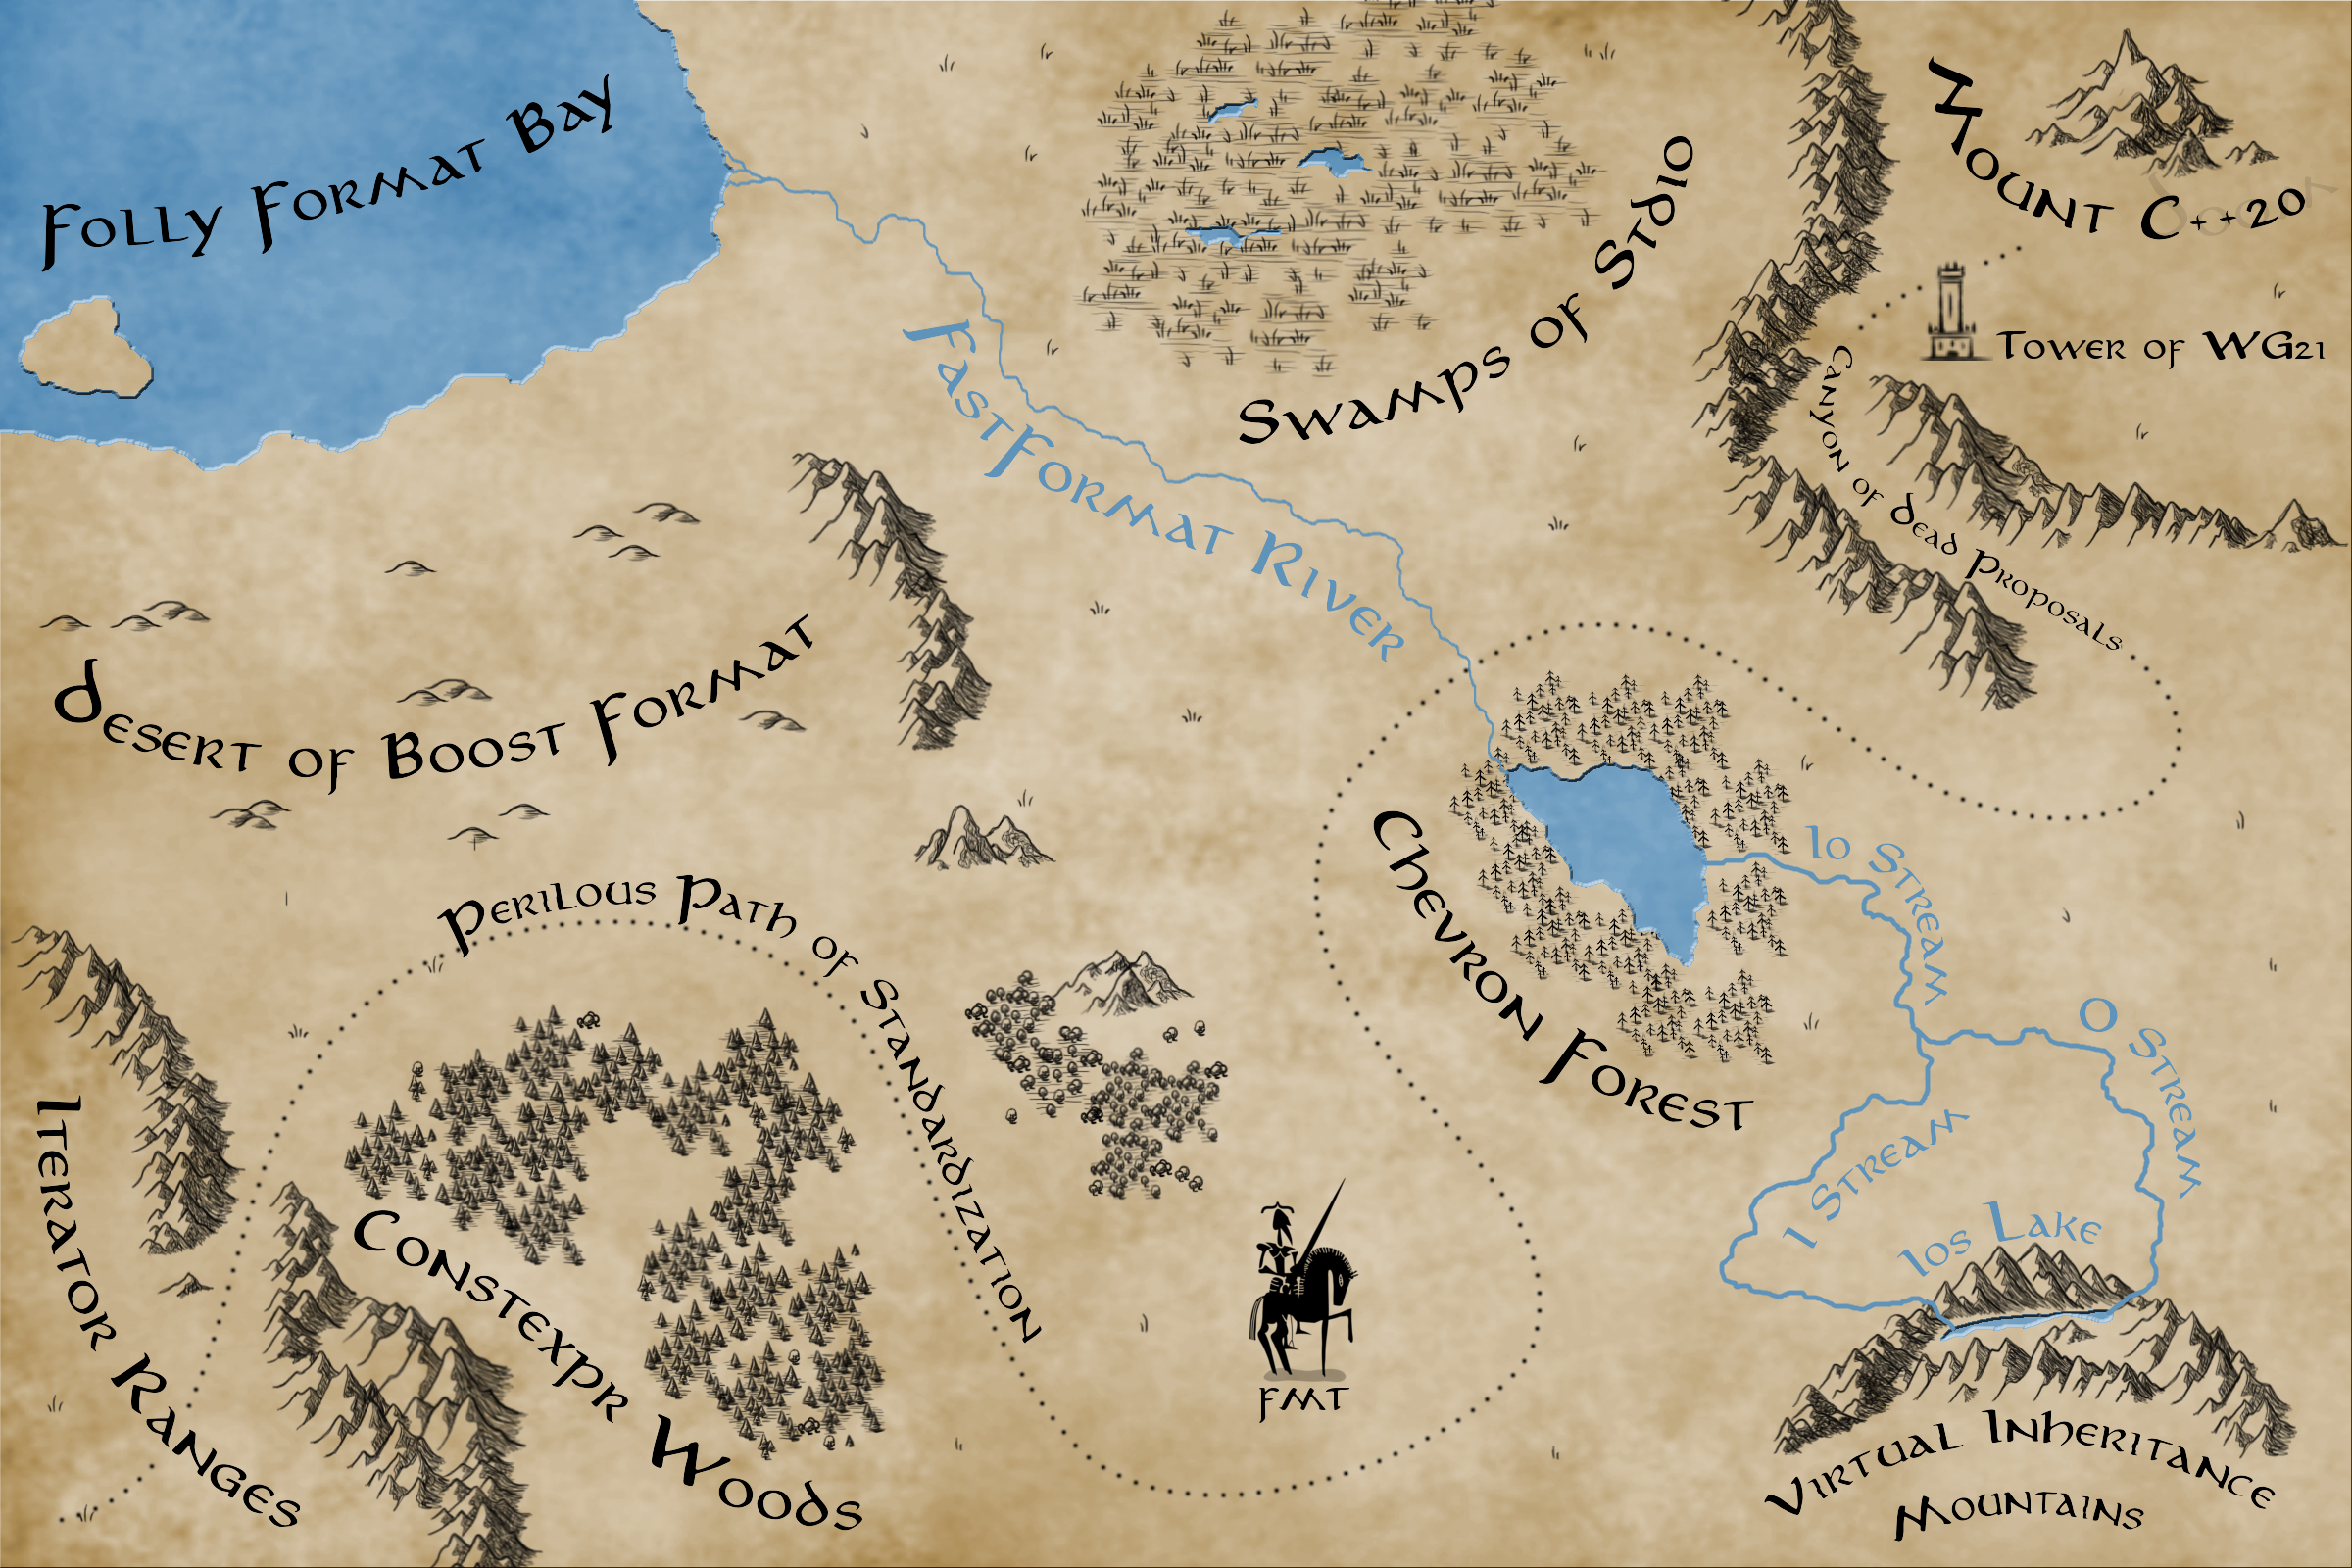 Folly Format Bay
Swamps of Stdio
Mount C++20
Tower of WG21
Canyon of Dead Proposals
FastFormat River
Desert of Boost Format
Perilous Path of Standardization
Chevron Forest
Io Stream
O Stream
I Stream
Ios Lake
Iterator Ranges
Constexpr Woods
FMT
Virtual Inheritance
Mountains